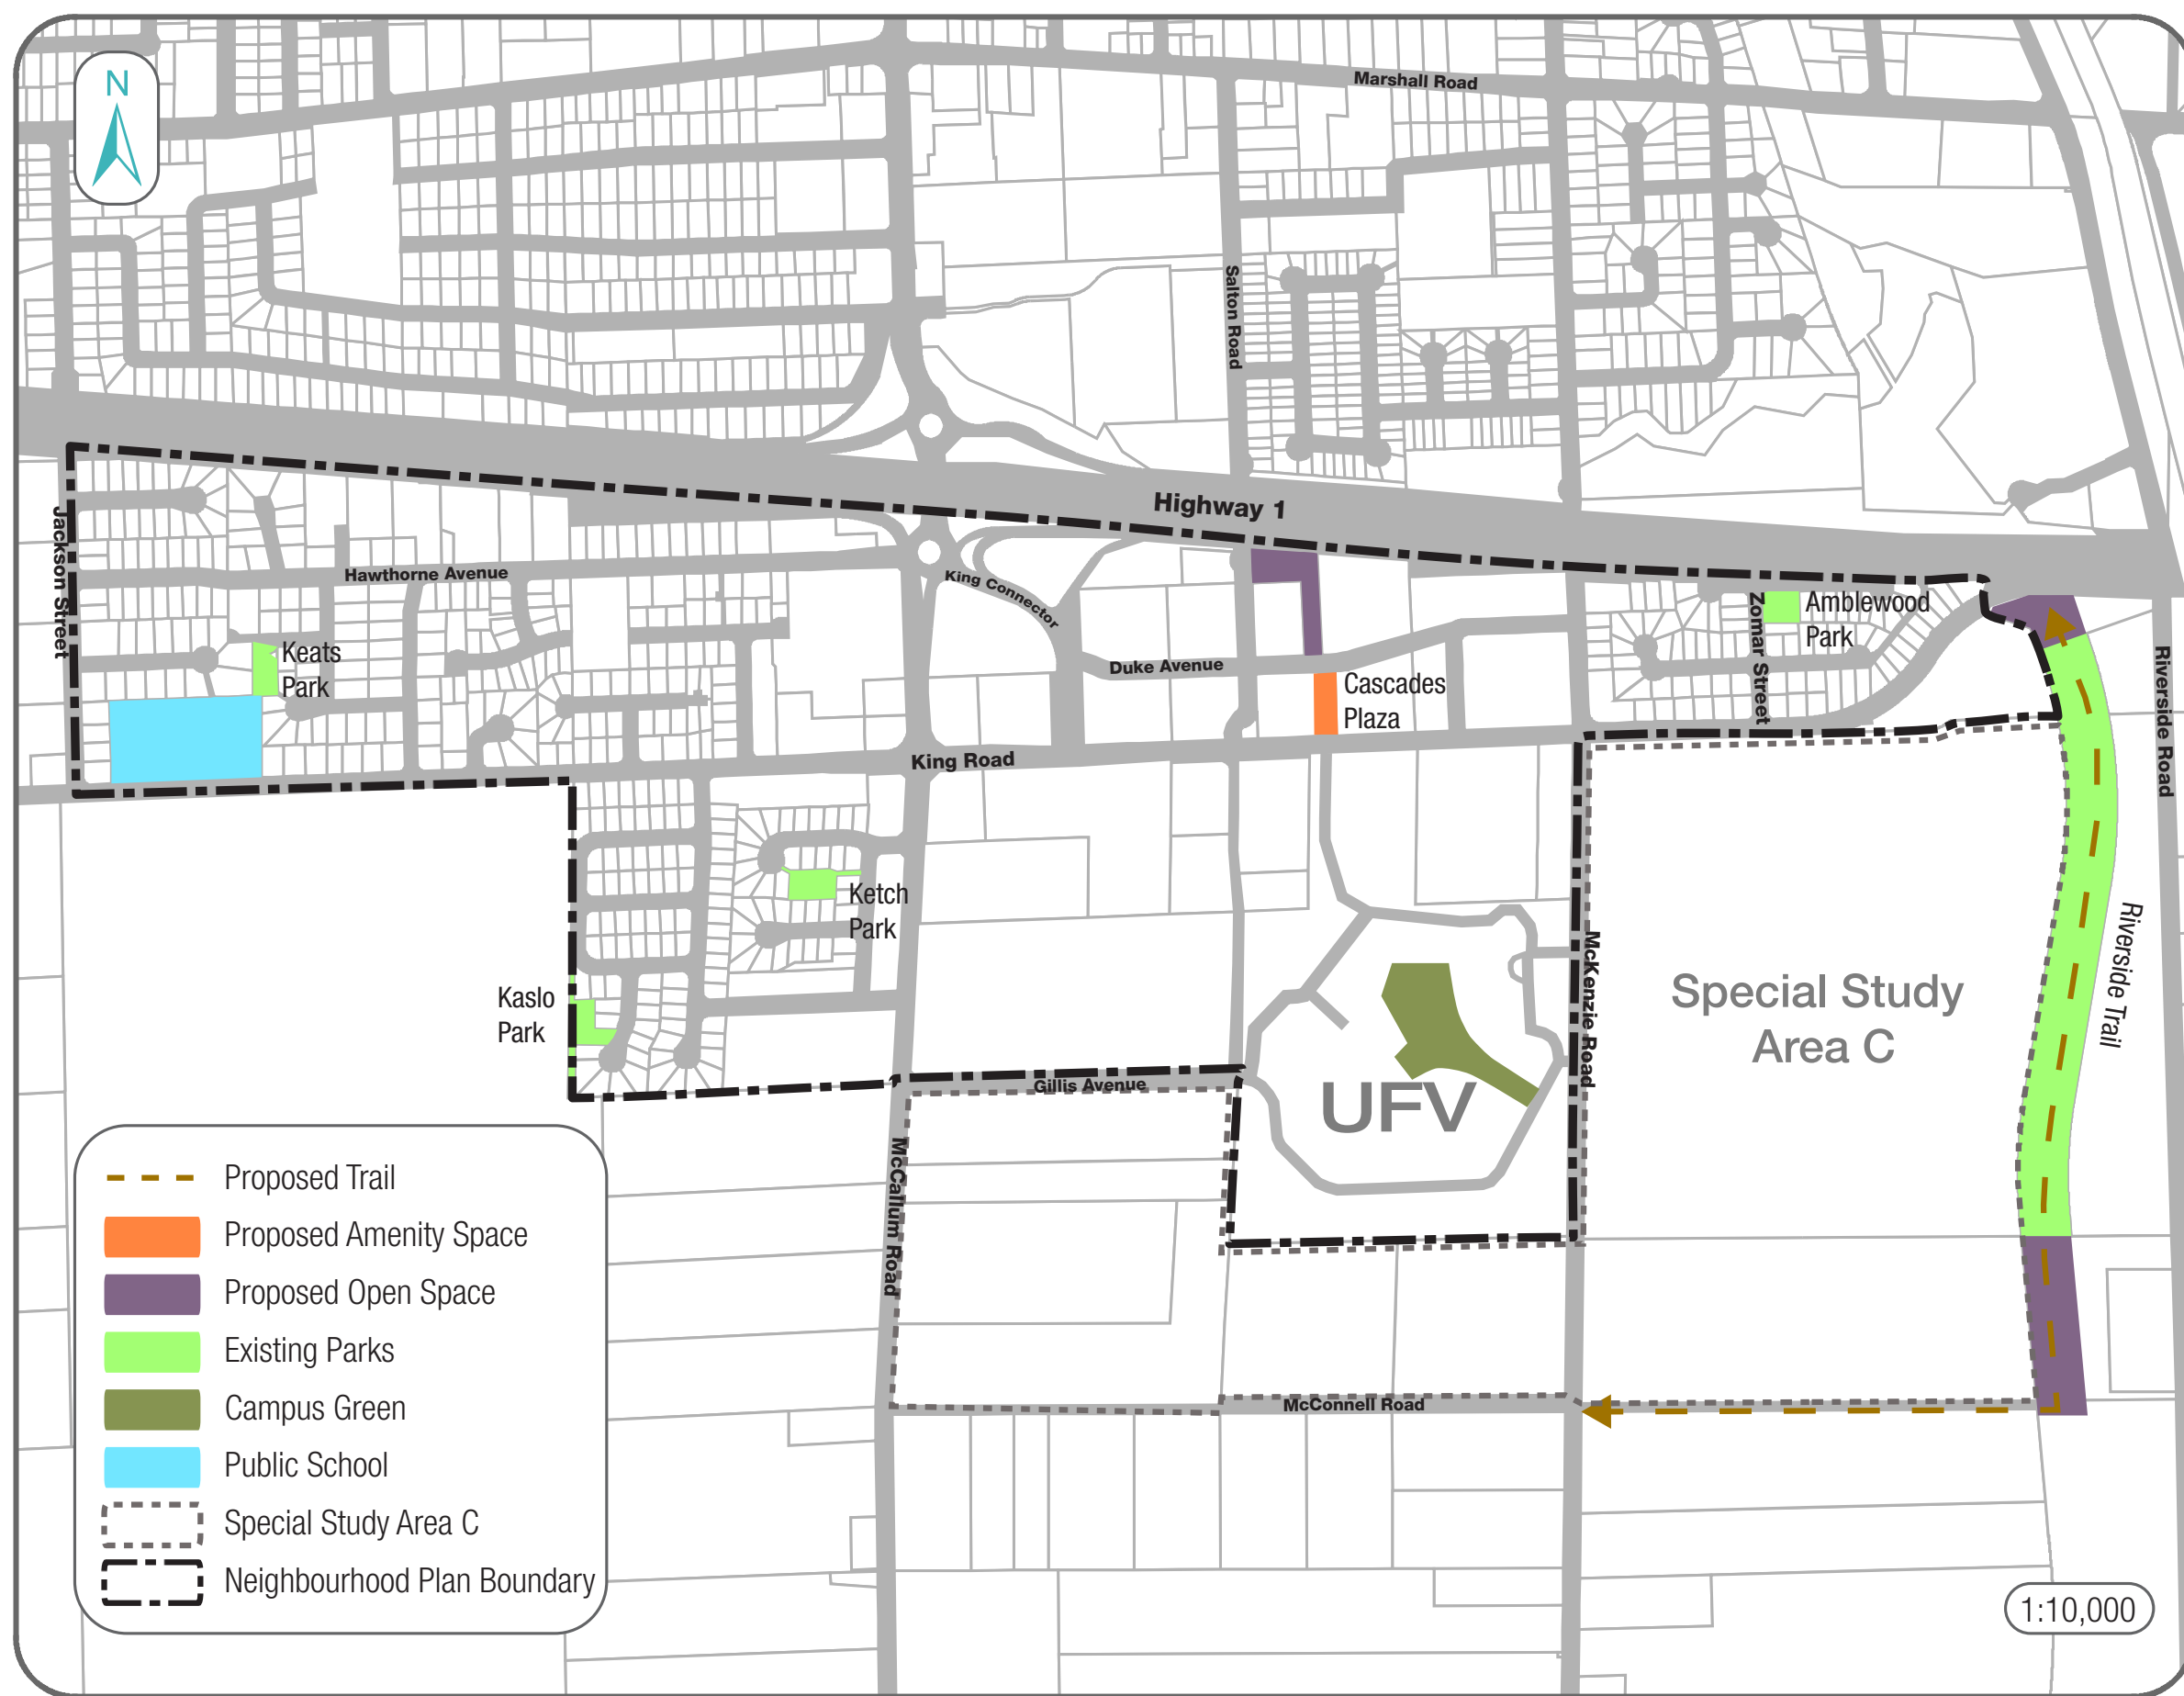 N
Marshall Road
Salton Road
Highway 1
Jackson Street
Hawthorne Avenue
King Connector
Zomar Street
Amblewood
Park
Keats
Park
Duke Avenue
Riverside Road
Cascades
Plaza
King Road
Ketch
Park
McKenzie Road
Riverside Trail
Special Study
Area C
Kaslo
Park
UFV
Gillis Avenue
McCallum Road
McConnell Road
Proposed Trail
Proposed Amenity Space
Proposed Open Space
Existing Parks
Campus Green
Public School
Special Study Area C
Neighbourhood Plan Boundary
1:10,000